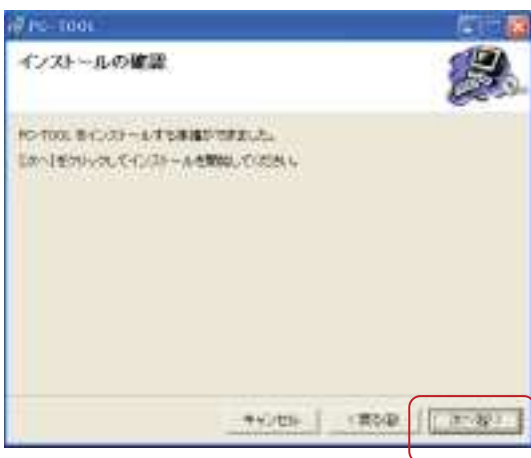 PC-TOOL
インストールの確認
PC-TOOL をインストールする準備ができました。
[次へ]をクリックしてインストールを開始してください。
キャンセル
< 戻る(B)
次へ(N) >